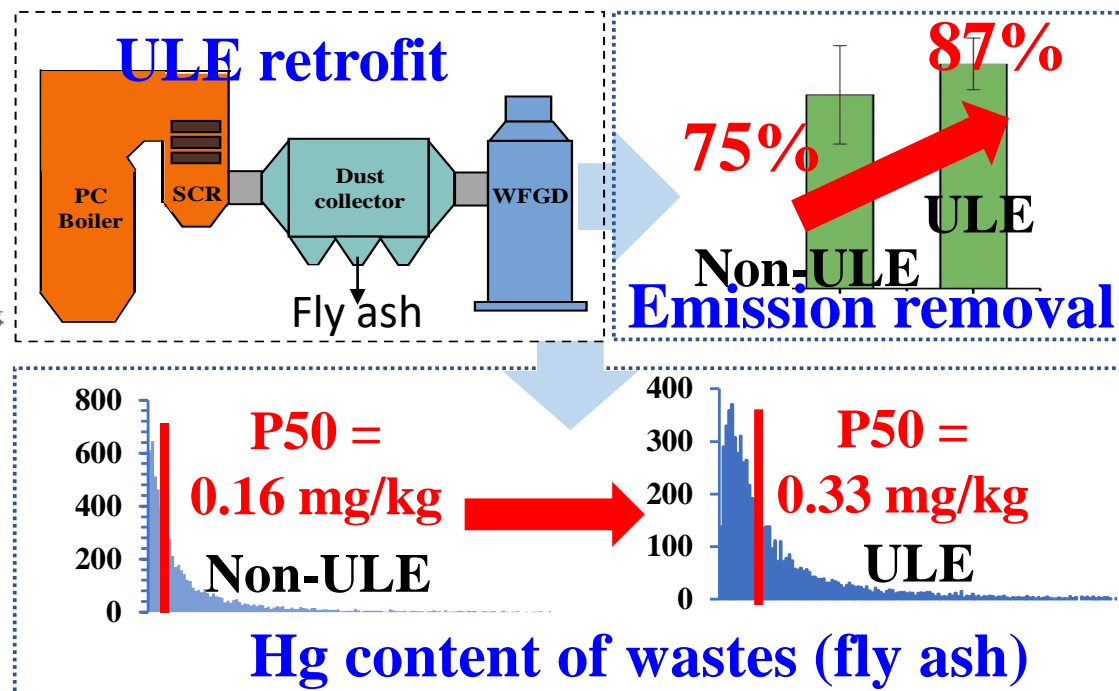 ULE retrofit
PC
Boiler
SCR
Dust
collector
WFGD
Fly ash
75%
87%
Non-ULE
ULE
Emission removal
800
600
400
200
0
P50 =
0.16 mg/kg
Non-ULE
400
300
200
100
0
P50 =
0.33 mg/kg
ULE
Hg content of wastes (fly ash)